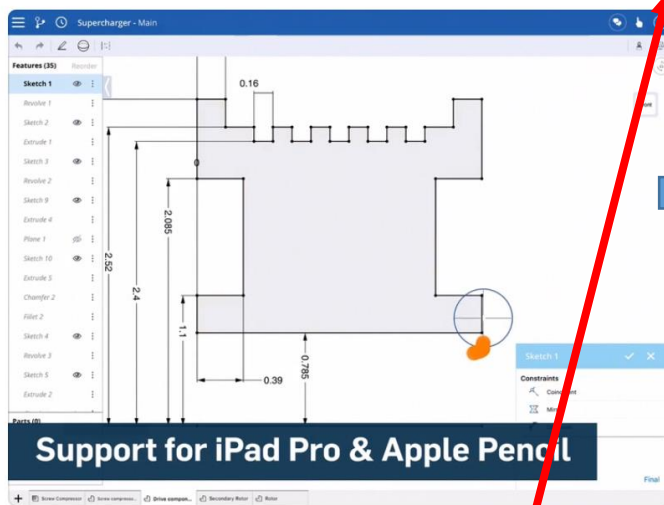 Supercharger - Main
Features (35) Reorder
Sketch 1
Revolve 1
Sketch 2
Extrude 1
Sketch 3
Revolve 2
Sketch 9
Extrude 4
Plane 1
Sketch 10
Extrude 5
Chamfer 2
Fillet 2
Sketch 4
Revolve 3
Sketch 5
Extrude 2
Parts (0)
0.16
0
2.085
2.52
2.4
1.1
0.785
0.39
Sketch 1
Constraints
Final
Support for iPad Pro & Apple Pencil
Screw Compressor
Drive compon...
Secondary Rotor
Rotor